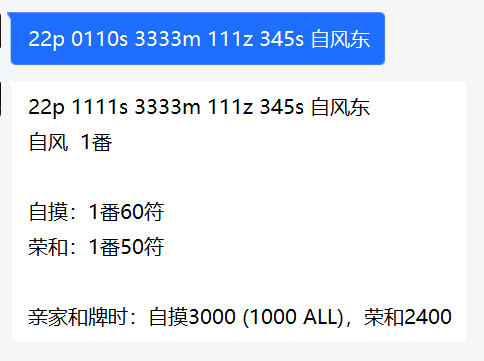 22p 0110s 3333m 111z 345s 自风东
22p 1111s 3333m 111z 345s 自风东
自风 1番
自摸：1番60符
荣和：1番50符
亲家和牌时：自摸3000 (1000 ALL)，荣和2400